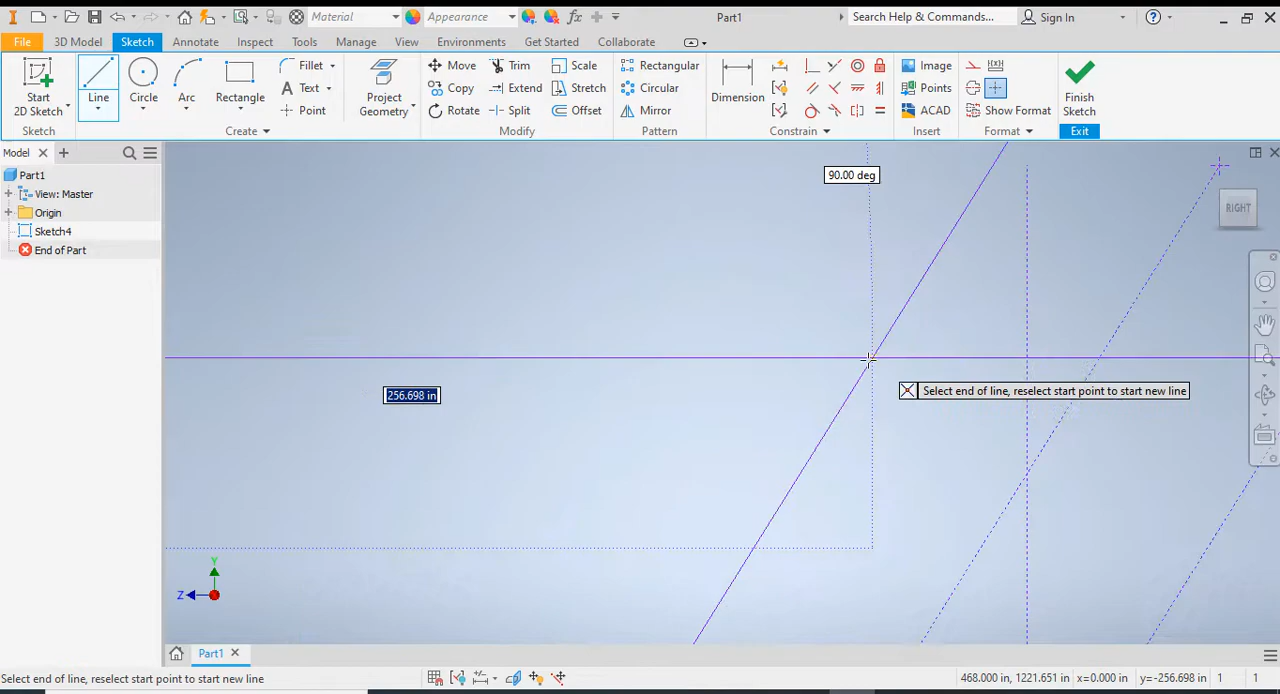 Material
Appearance
fx
Part1
Search Help & Commands...
Sign In
?
File
3D Model
Sketch
Annotate
Inspect
Tools
Manage
View
Environments
Get Started
Collaborate
Start
2D Sketch
Line
Circle
Arc
Rectangle
Fillet
Text
Point
Project
Geometry
Move
Copy
Rotate
Trim
Extend
Split
Scale
Stretch
Offset
Rectangular
Circular
Mirror
Dimension
Image
Points
ACAD
Show Format
Finish
Sketch
Sketch
Create
Modify
Pattern
Constrain
Insert
Format
Exit
Model
Part1
View: Master
Origin
Sketch4
End of Part
90.00 deg
RIGHT
256.698 in
Select end of line, reselect start point to start new line
Y
Z
Part1
Select end of line, reselect start point to start new line
468.000 in, 1221.651 in x=0.000 in y=-256.698 in 1 1